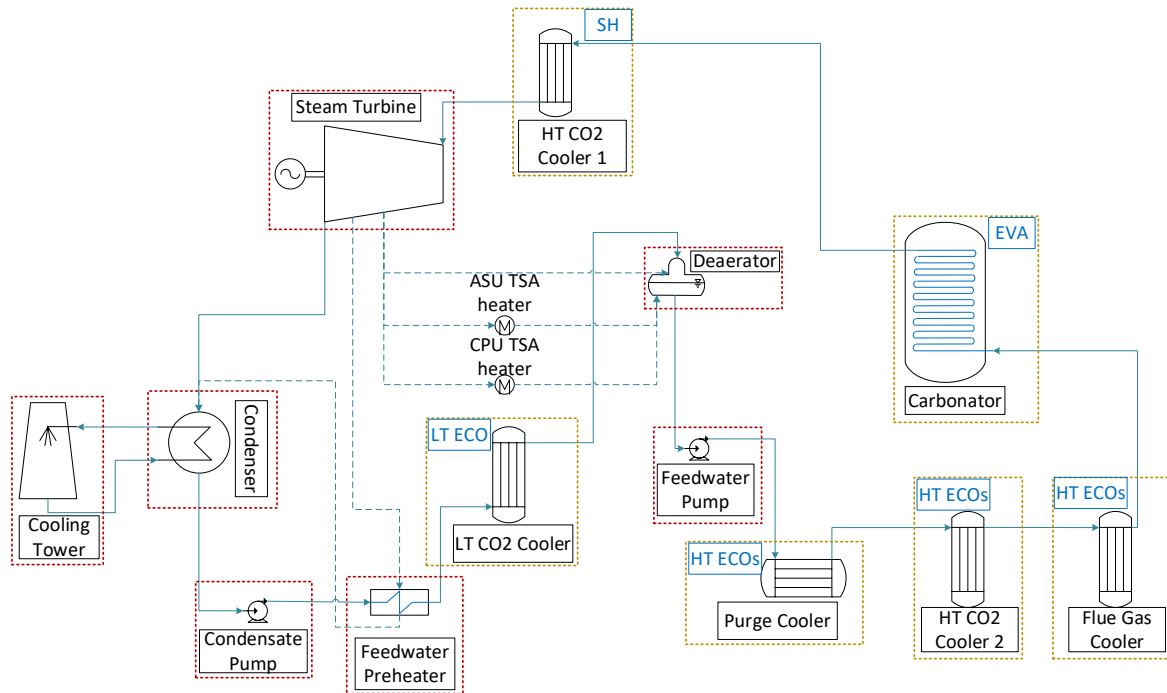 SH
HT CO2
Cooler 1
Steam Turbine
EVA
Carbonator
Deaerator
ASU TSA
heater
M
CPU TSA
heater
M
Condenser
Cooling
Tower
LT ECO
LT CO2 Cooler
Feedwater
Pump
Condensate
Pump
Feedwater
Preheater
HT ECOs
Purge Cooler
HT ECOs
HT CO2
Cooler 2
HT ECOs
Flue Gas
Cooler